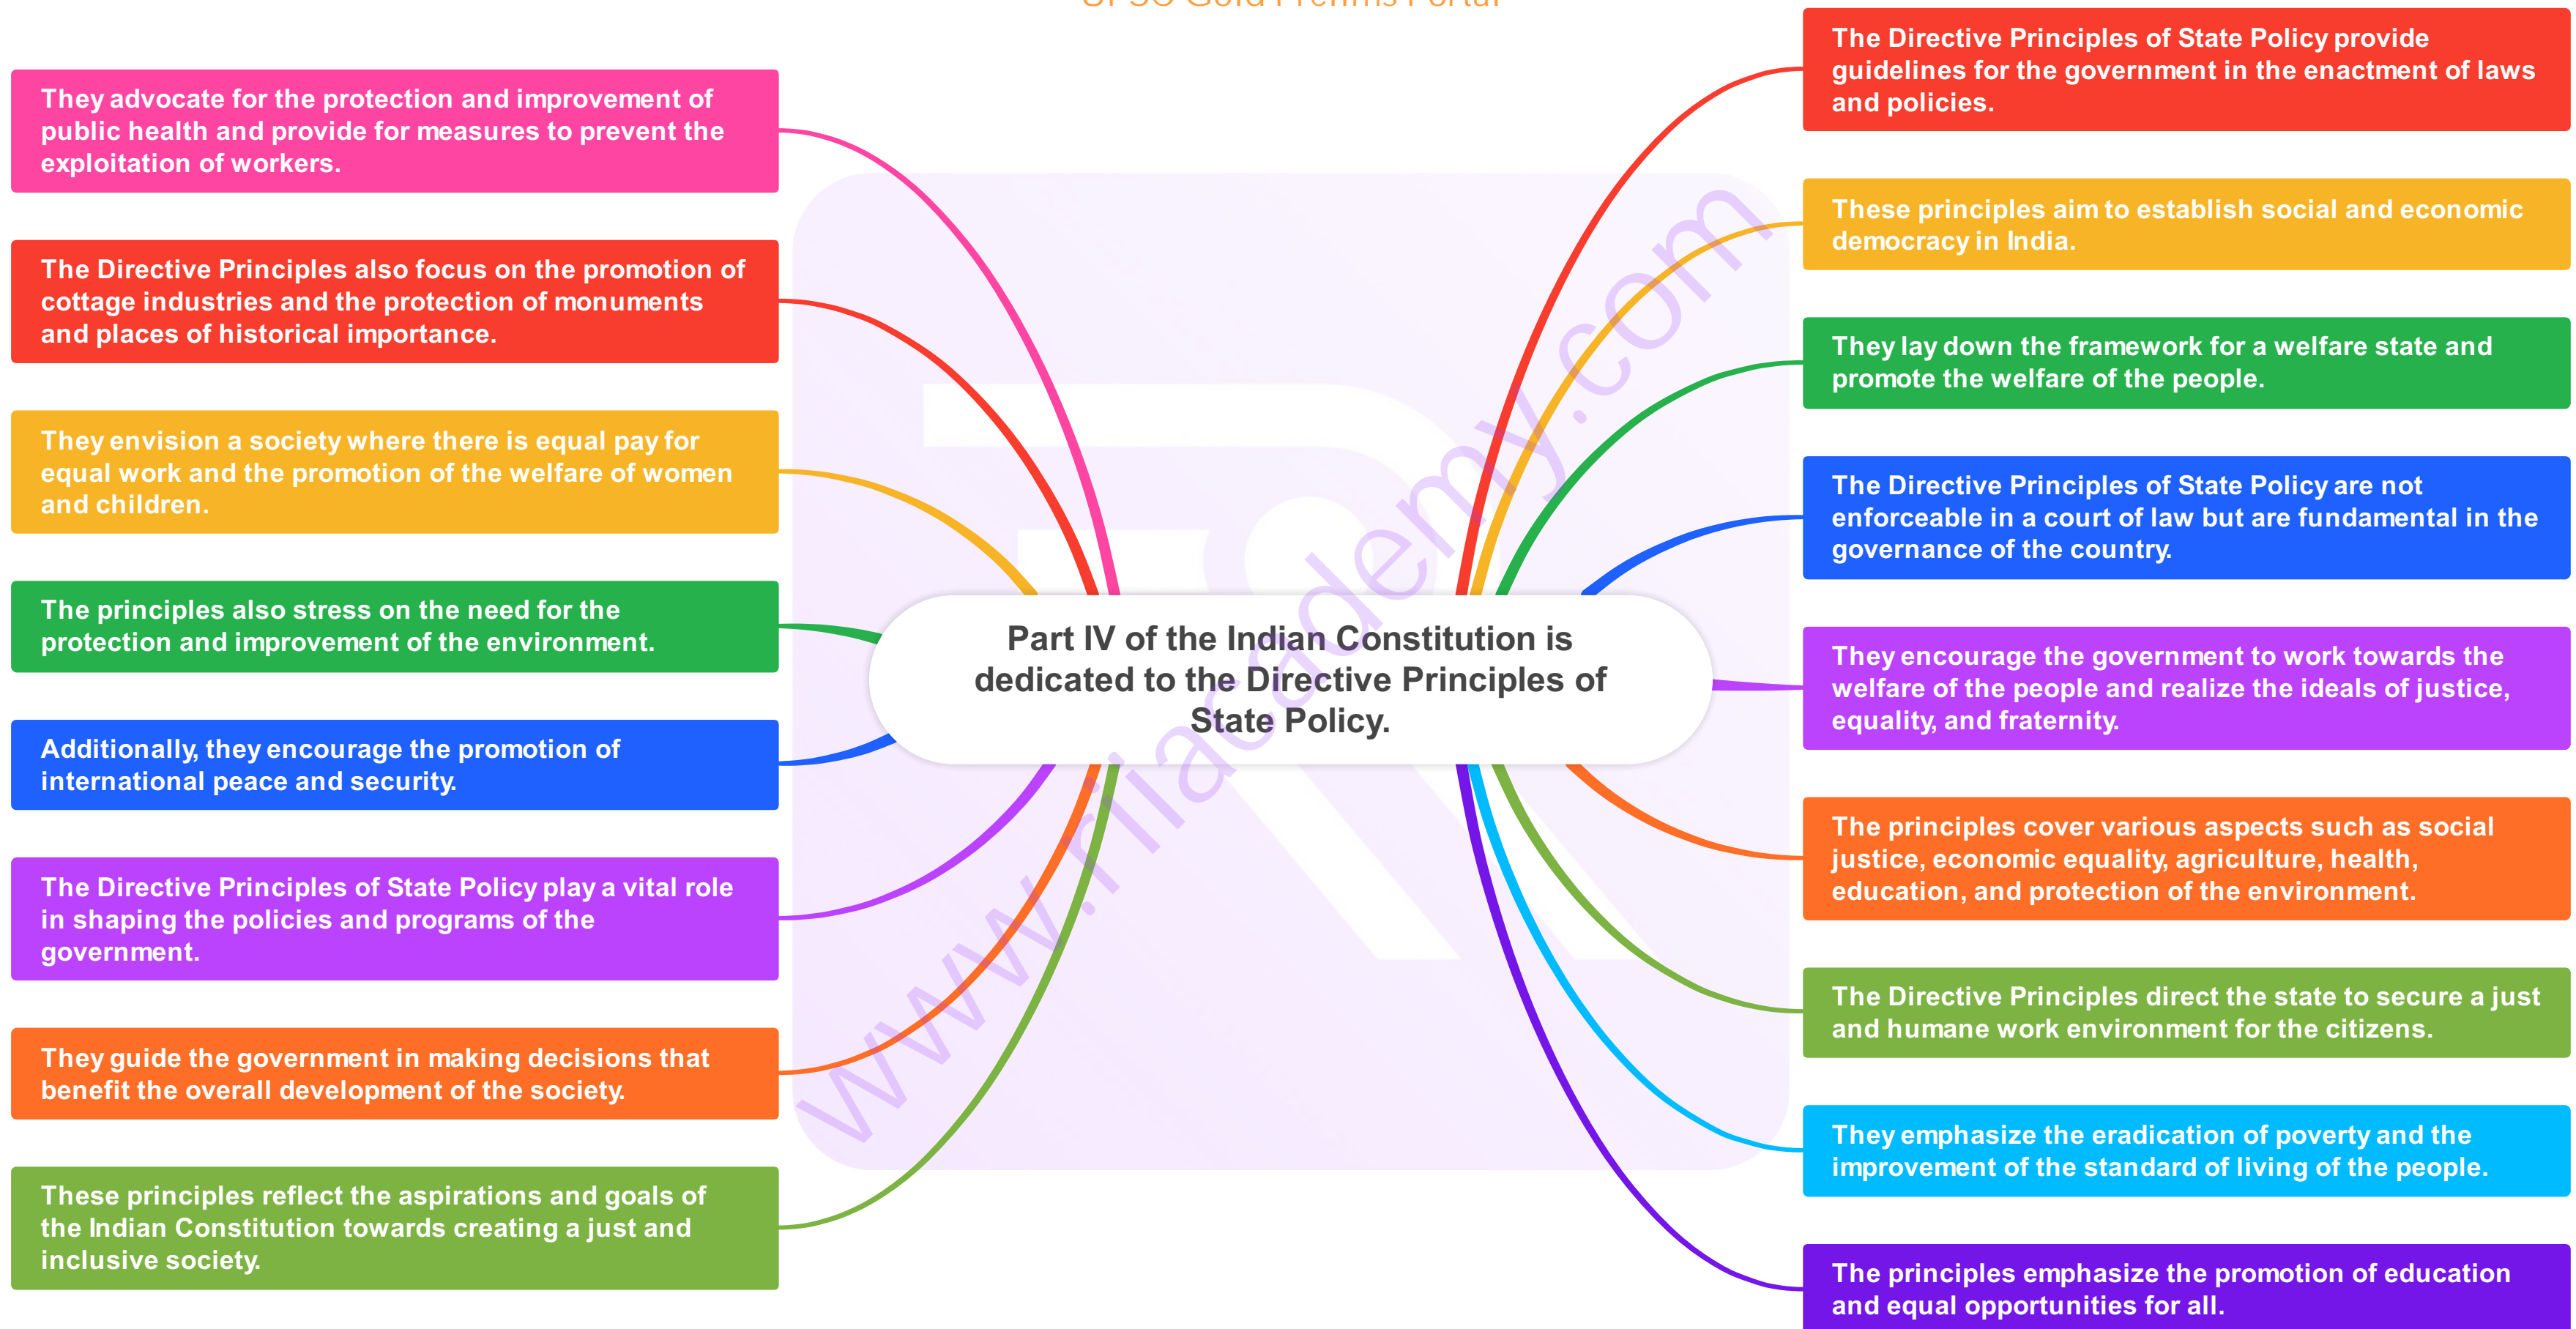 UPSC Gold Prelims Portal
They advocate for the protection and improvement of
public health and provide for measures to prevent the
exploitation of workers.
The Directive Principles also focus on the promotion of
cottage industries and the protection of monuments
and places of historical importance.
They envision a society where there is equal pay for
equal work and the promotion of the welfare of women
and children.
The principles also stress on the need for the
protection and improvement of the environment.
Additionally, they encourage the promotion of
international peace and security.
The Directive Principles of State Policy play a vital role
in shaping the policies and programs of the
government.
They guide the government in making decisions that
benefit the overall development of the society.
These principles reflect the aspirations and goals of
the Indian Constitution towards creating a just and
inclusive society.
Part IV of the Indian Constitution is
dedicated to the Directive Principles of
State Policy.
www.rliacademy.com
The Directive Principles of State Policy provide
guidelines for the government in the enactment of laws
and policies.
These principles aim to establish social and economic
democracy in India.
They lay down the framework for a welfare state and
promote the welfare of the people.
The Directive Principles of State Policy are not
enforceable in a court of law but are fundamental in the
governance of the country.
They encourage the government to work towards the
welfare of the people and realize the ideals of justice,
equality, and fraternity.
The principles cover various aspects such as social
justice, economic equality, agriculture, health,
education, and protection of the environment.
The Directive Principles direct the state to secure a just
and humane work environment for the citizens.
They emphasize the eradication of poverty and the
improvement of the standard of living of the people.
The principles emphasize the promotion of education
and equal opportunities for all.